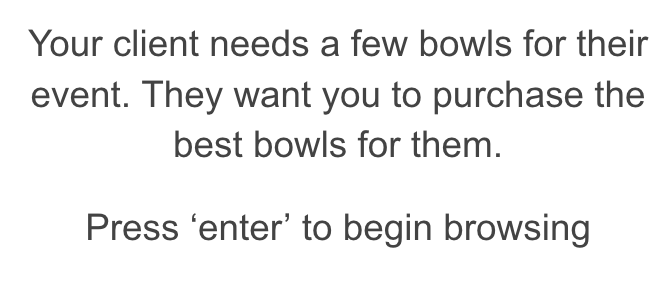 Your client needs a few bowls for their
event. They want you to purchase the
best bowls for them.
Press ‘enter’ to begin browsing